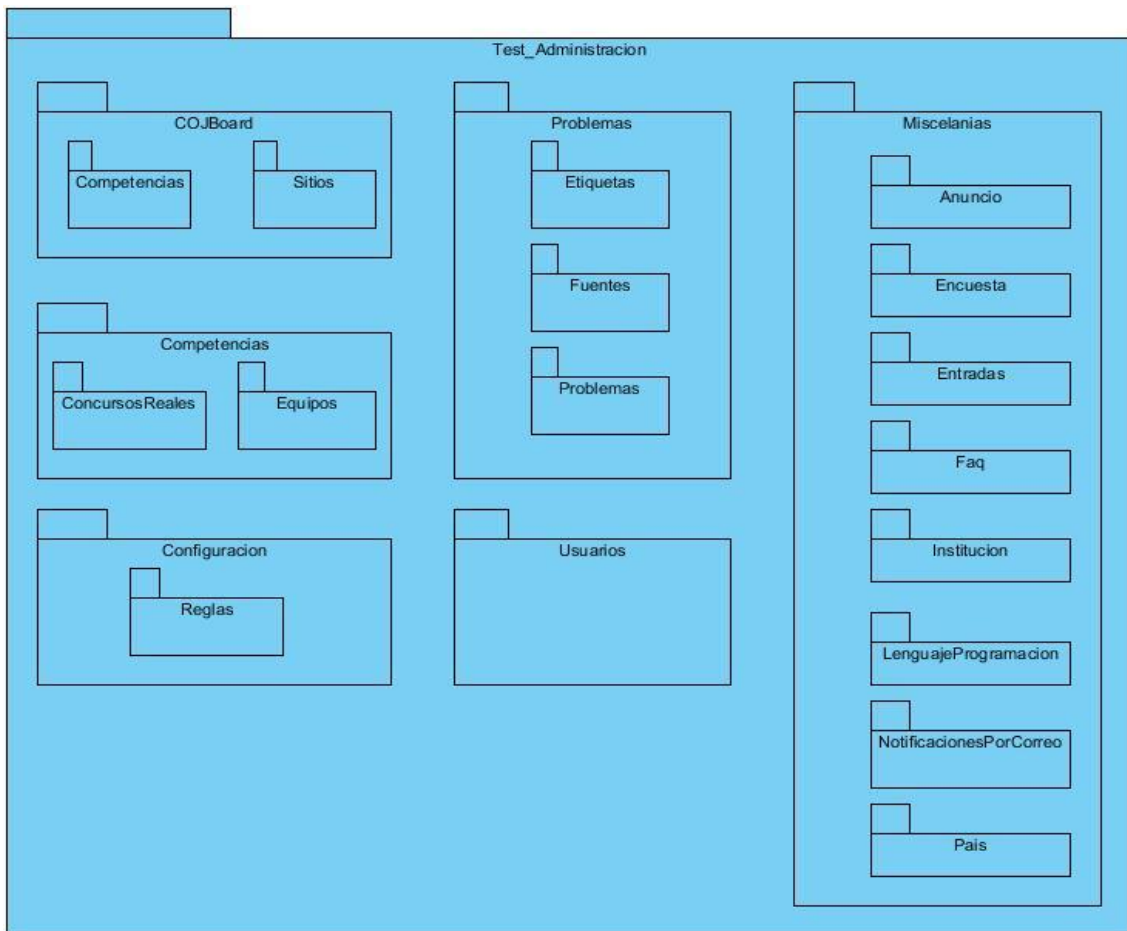 Test_Administracion
COJBoard
Competencias
Sitios
Competencias
ConcursosReales
Equipos
Configuracion
Reglas
Problemas
Etiquetas
Fuentes
Problemas
Usuarios
Miscelanias
Anuncio
Encuesta
Entradas
Faq
Institucion
LenguajeProgramacion
NotificacionesPorCorreo
Pais